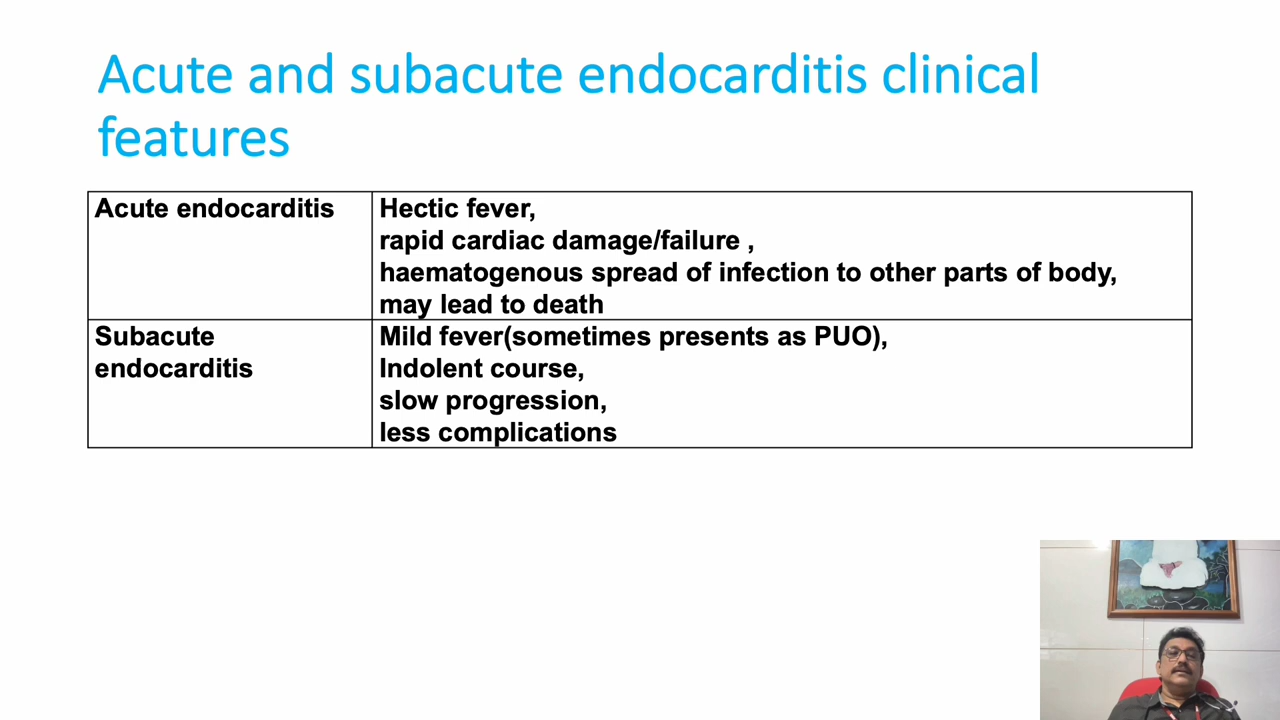 Acute and subacute endocarditis clinical
features
Acute endocarditis
Hectic fever,
rapid cardiac damage/failure ,
haematogenous spread of infection to other parts of body,
may lead to death
Subacute
endocarditis
Mild fever(sometimes presents as PUO),
Indolent course,
slow progression,
less complications